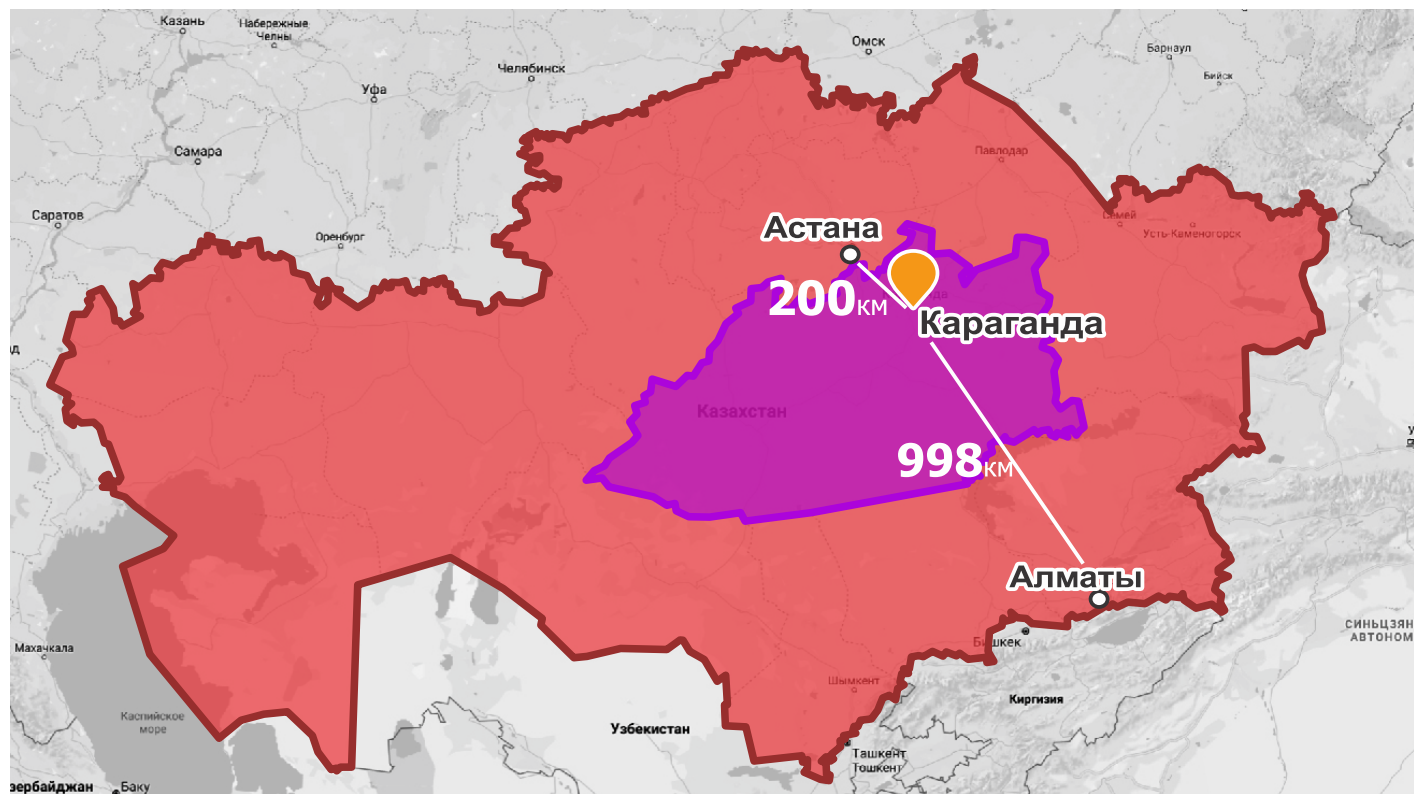 Казань
Набережные
Челны
Омск
Барнаул
Бийск
Челябинск
Уфа
Самара
Павлодар
Саратов
Оренбург
Семей
Усть-Каменогорск
Астана
200км
Караганда
Казахстан
998км
Алматы
Бишкек
СИНЬЦЗЯН
АВТОНОМ
Махачкала
Шымкент
Киргизия
Каспийское
море
Узбекистан
Ташкент
Тошкент
зербайджан
Баку